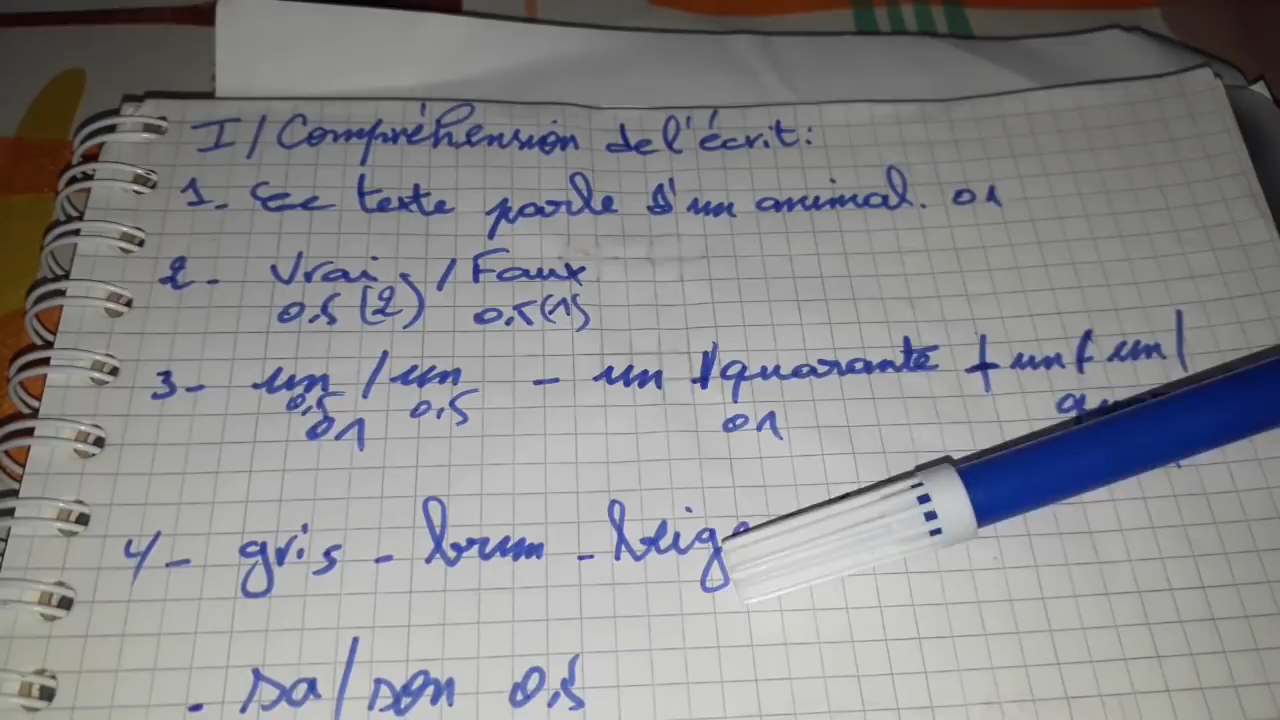 I/ Compréhension de l'écrit:
1. Ce texte parle d'un animal. 01
2. Vrai / Faux
0.5 (2) 0.5 (1)
3- un / un - un / quarante + un / un /
0.5 0.5 01
01
4- gris - brun - beige
. sa/son 0.5